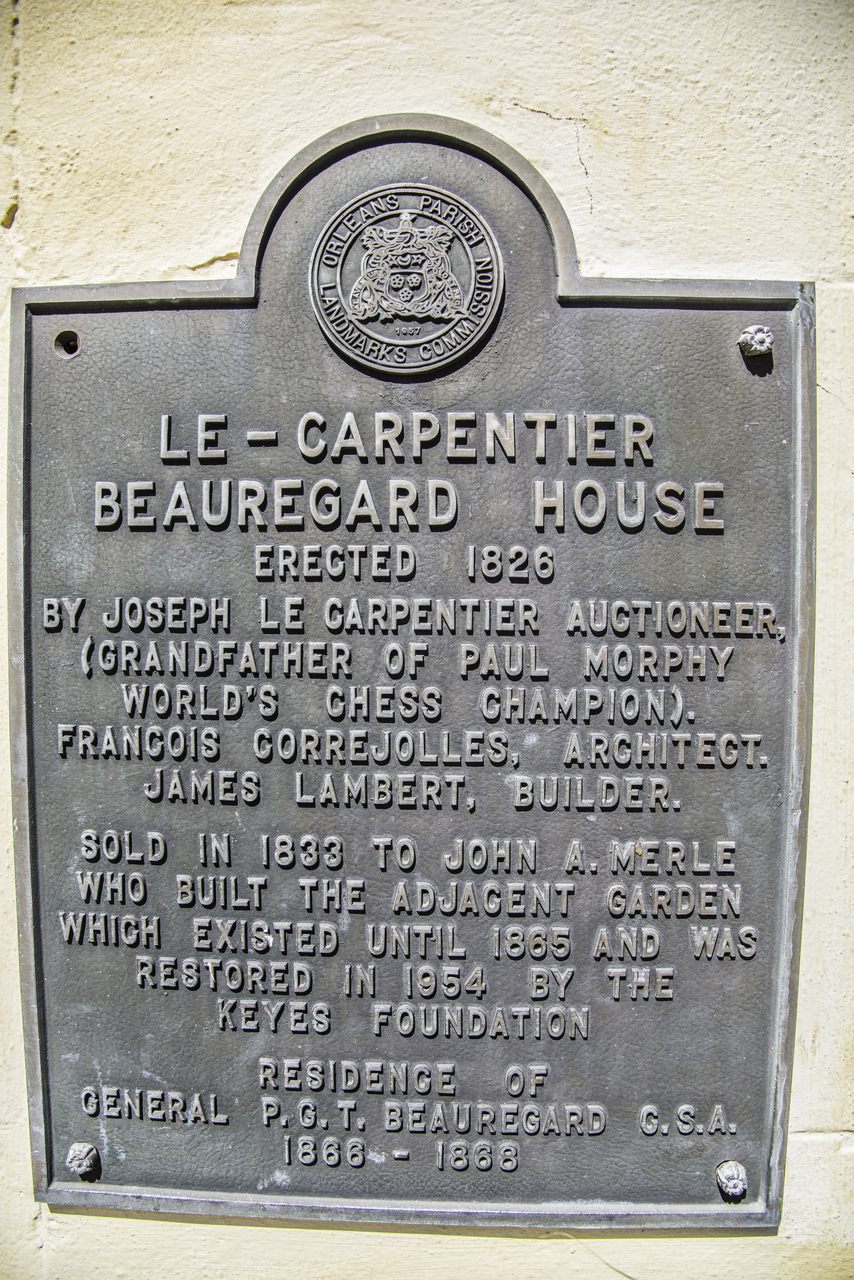 ORLEANS PARISH
LANDMARKS COMMISSION
1957
LE-CARPENTIER
BEAUREGARD HOUSE
ERECTED 1826
BY JOSEPH LE CARPENTIER AUCTIONEER,
(GRANDFATHER OF PAUL MORPHY
WORLD'S CHESS CHAMPION).
FRANCOIS CORREJOLLES, ARCHITECT.
JAMES LAMBERT, BUILDER.
SOLD IN 1833 TO JOHN A. MERLE
WHO BUILT THE ADJACENT GARDEN
WHICH EXISTED UNTIL 1865 AND WAS
RESTORED IN 1954 BY THE
KEYES FOUNDATION
RESIDENCE OF
GENERAL P.G.T. BEAUREGARD C.S.A.
1866 - 1868